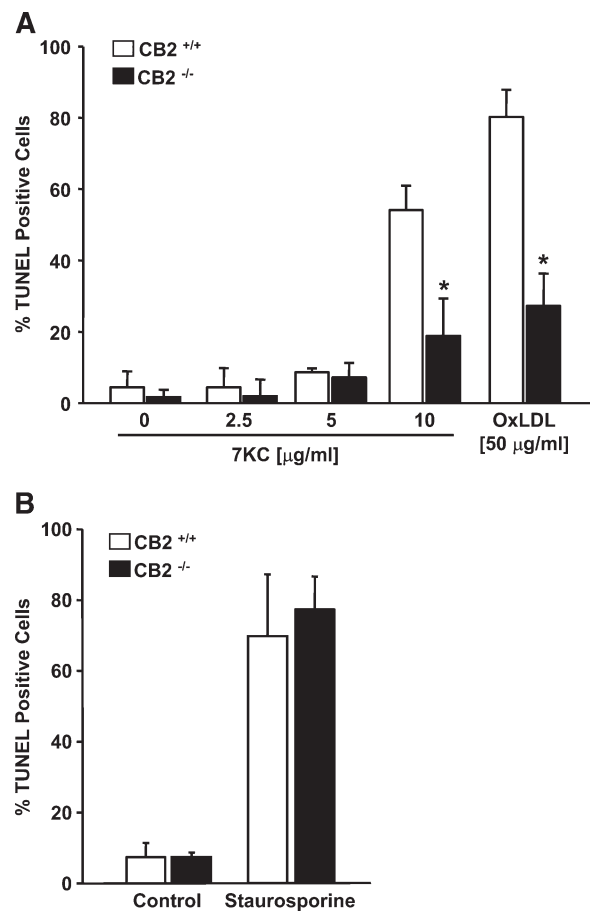 A
100
80
60
40
20
0
% TUNEL Positive Cells
CB2 +/+
CB2 -/-
*
*
0 2.5 5 10 OxLDL
7KC [μg/ml] [50 μg/ml]
B
100
80
60
40
20
0
% TUNEL Positive Cells
CB2 +/+
CB2 -/-
Control Staurosporine